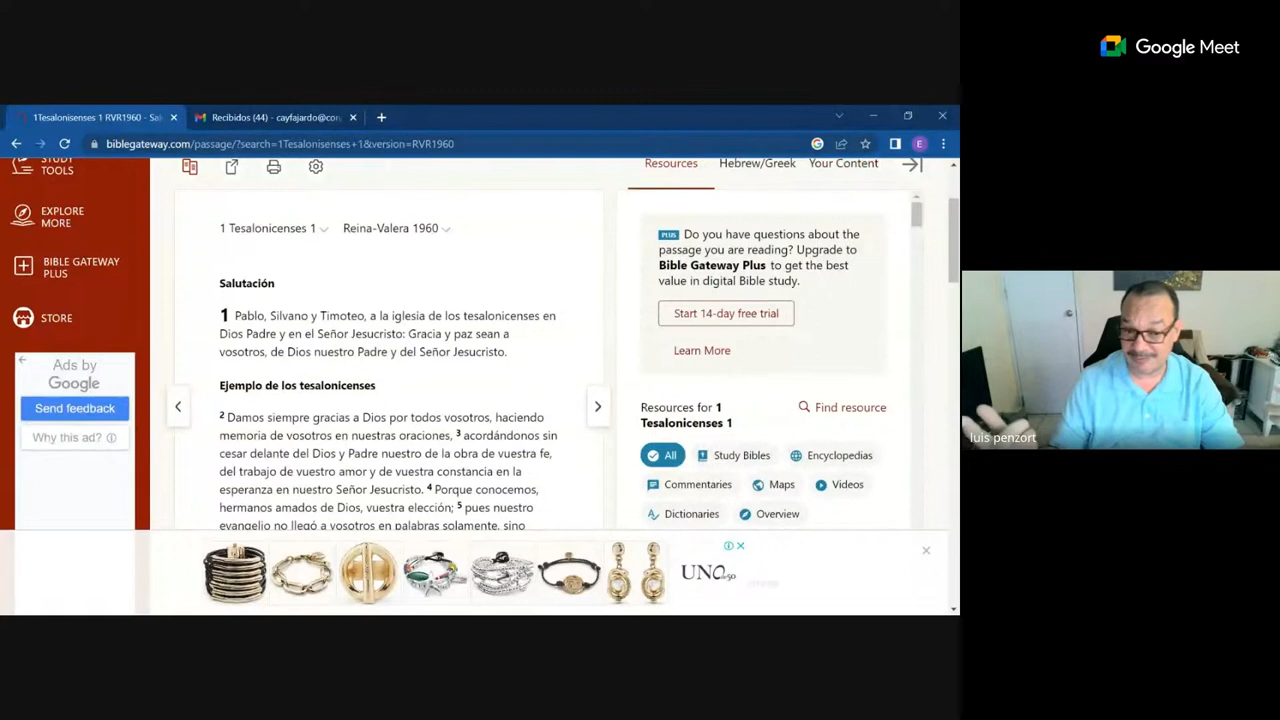 Google Meet
1Tesalonisenses 1 RVR1960 - Sal
Recibidos (44) - cayfajardo@con
biblegateway.com/passage/?search=1Tesalonisenses+1&version=RVR1960
E
STUDY
TOOLS
EXPLORE
MORE
BIBLE GATEWAY
PLUS
STORE
Ads by
Google
Send feedback
Why this ad?
1 Tesalonicenses 1
Reina-Valera 1960
Salutación
1 Pablo, Silvano y Timoteo, a la iglesia de los tesalonicenses en
Dios Padre y en el Señor Jesucristo: Gracia y paz sean a
vosotros, de Dios nuestro Padre y del Señor Jesucristo.
Ejemplo de los tesalonicenses
2 Damos siempre gracias a Dios por todos vosotros, haciendo
memoria de vosotros en nuestras oraciones, 3 acordándonos sin
cesar delante del Dios y Padre nuestro de la obra de vuestra fe,
del trabajo de vuestro amor y de vuestra constancia en la
esperanza en nuestro Señor Jesucristo. 4 Porque conocemos,
hermanos amados de Dios, vuestra elección; 5 pues nuestro
evangelio no llegó a vosotros en palabras solamente, sino
Resources
Hebrew/Greek
Your Content
PLUS Do you have questions about the
passage you are reading? Upgrade to
Bible Gateway Plus to get the best
value in digital Bible study.
Start 14-day free trial
Learn More
Resources for 1
Tesalonicenses 1
Find resource
All
Study Bibles
Encyclopedias
Commentaries
Maps
Videos
Dictionaries
Overview
UNOde50
luis penzort